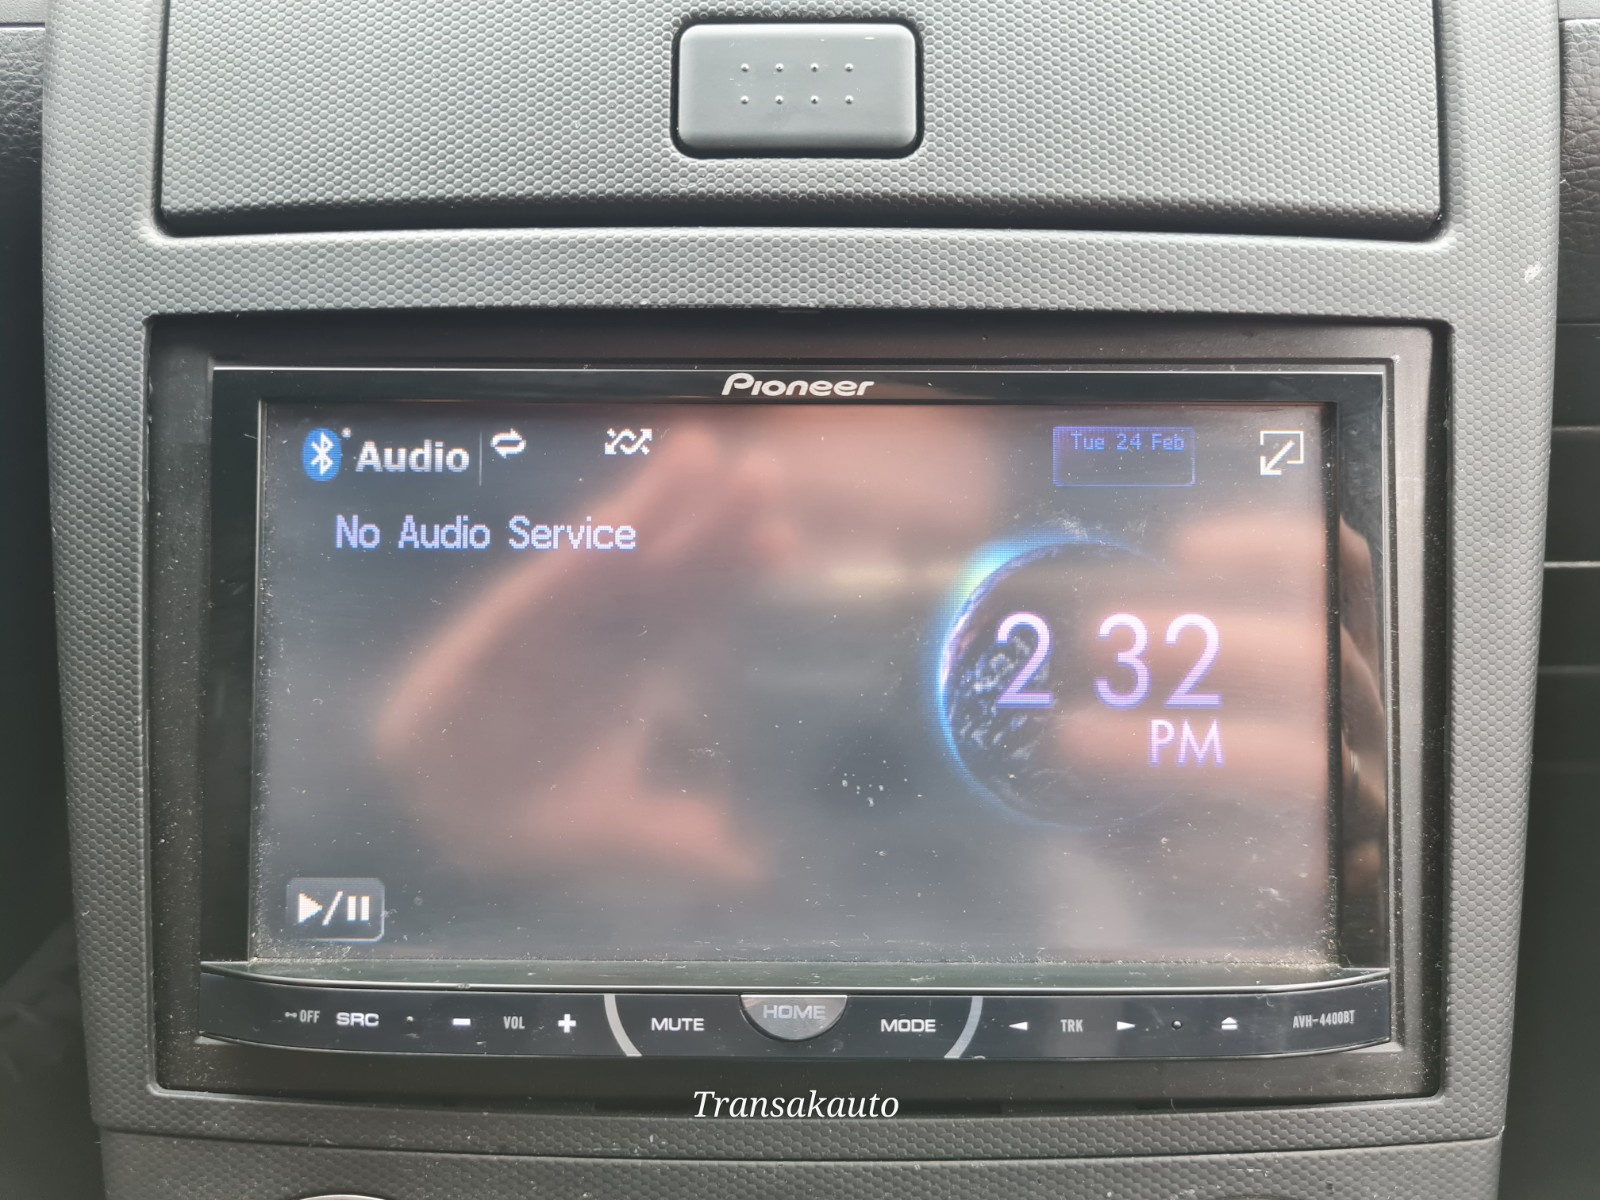 Pioneer
Audio
Tue 24 Feb
No Audio Service
2 32
PM
OFF SRC VOL MUTE HOME MODE TRK AVH-4400BT
Transakauto